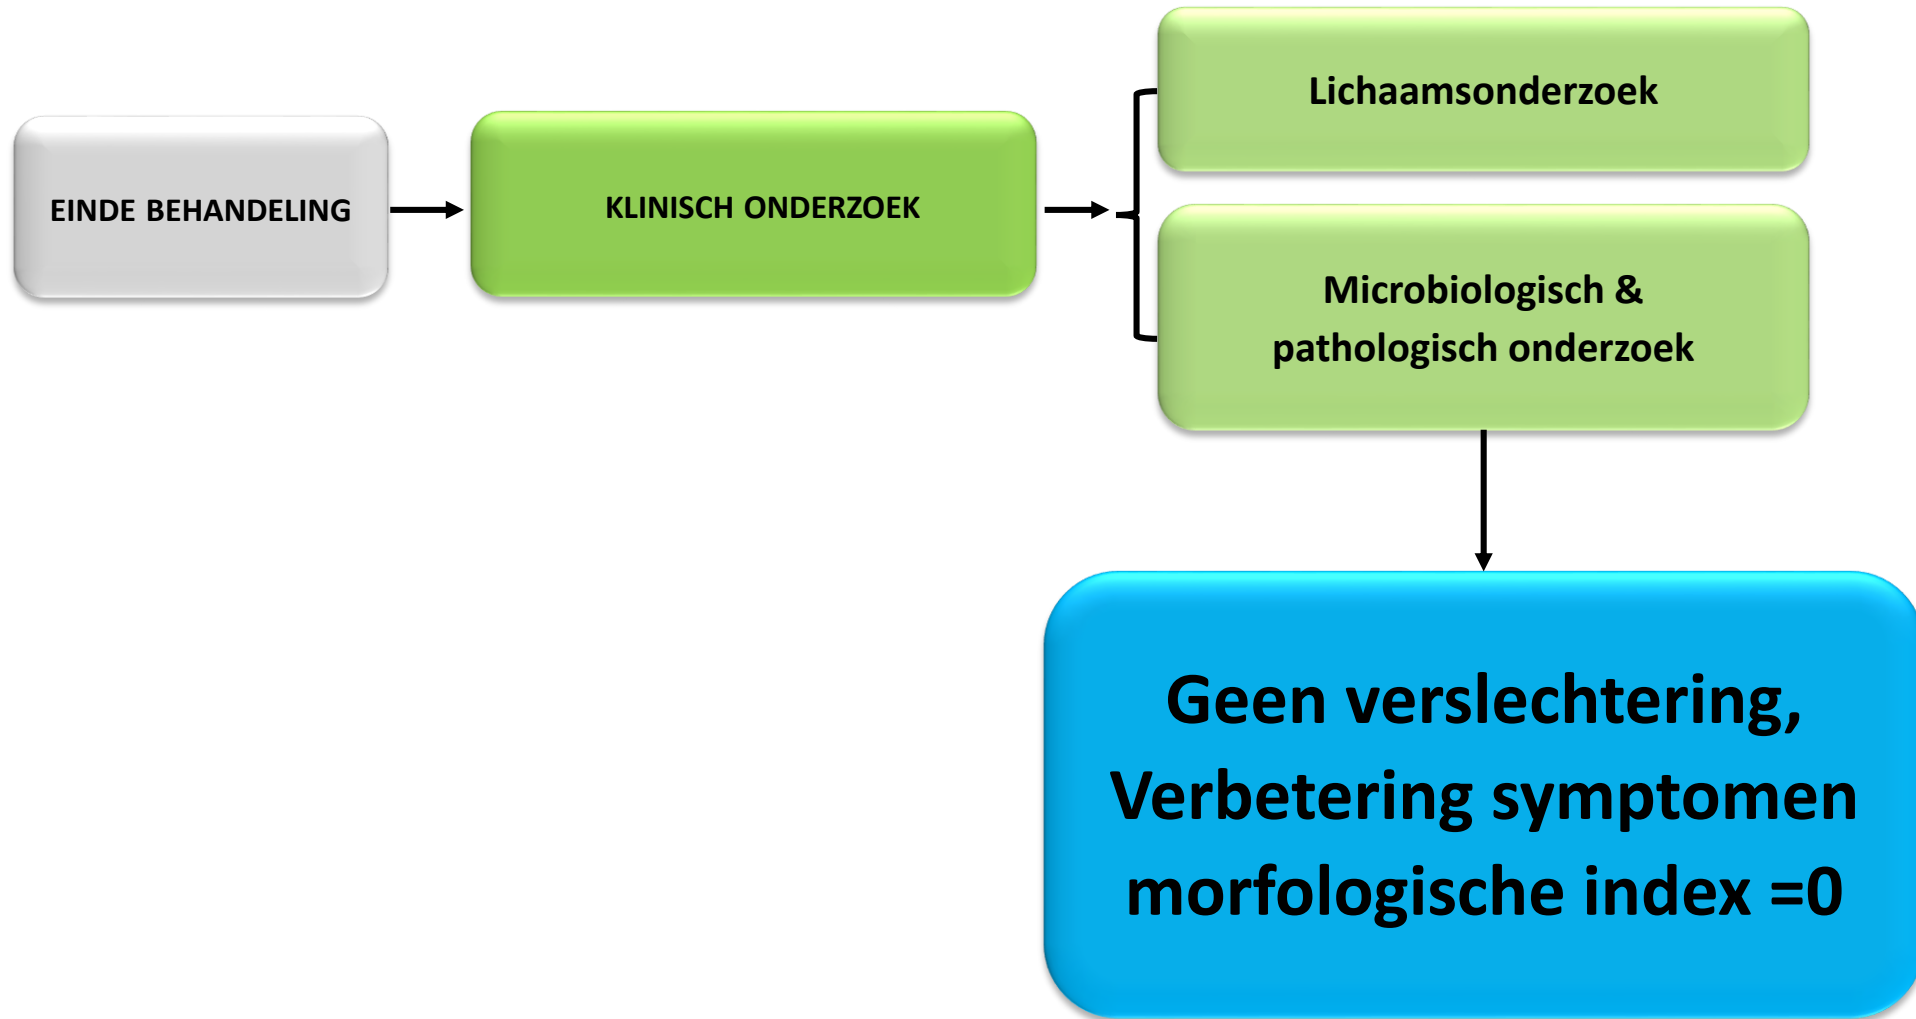 EINDE BEHANDELING
KLINISCH ONDERZOEK
Lichaamsonderzoek
Microbiologisch &
pathologisch onderzoek
Geen verslechtering,
Verbetering symptomen
morfologische index =0